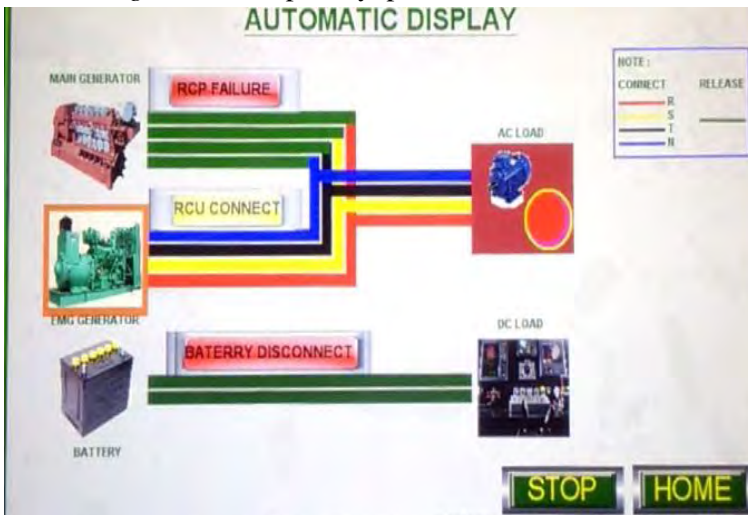 AUTOMATIC DISPLAY
MAIN GENERATOR
RCP FAILURE
NOTE :
CONNECT RELEASE
R
S
T
N
AC LOAD
RCU CONNECT
EMG GENERATOR
BATERRY DISCONNECT
DC LOAD
BATTERY
STOP
HOME